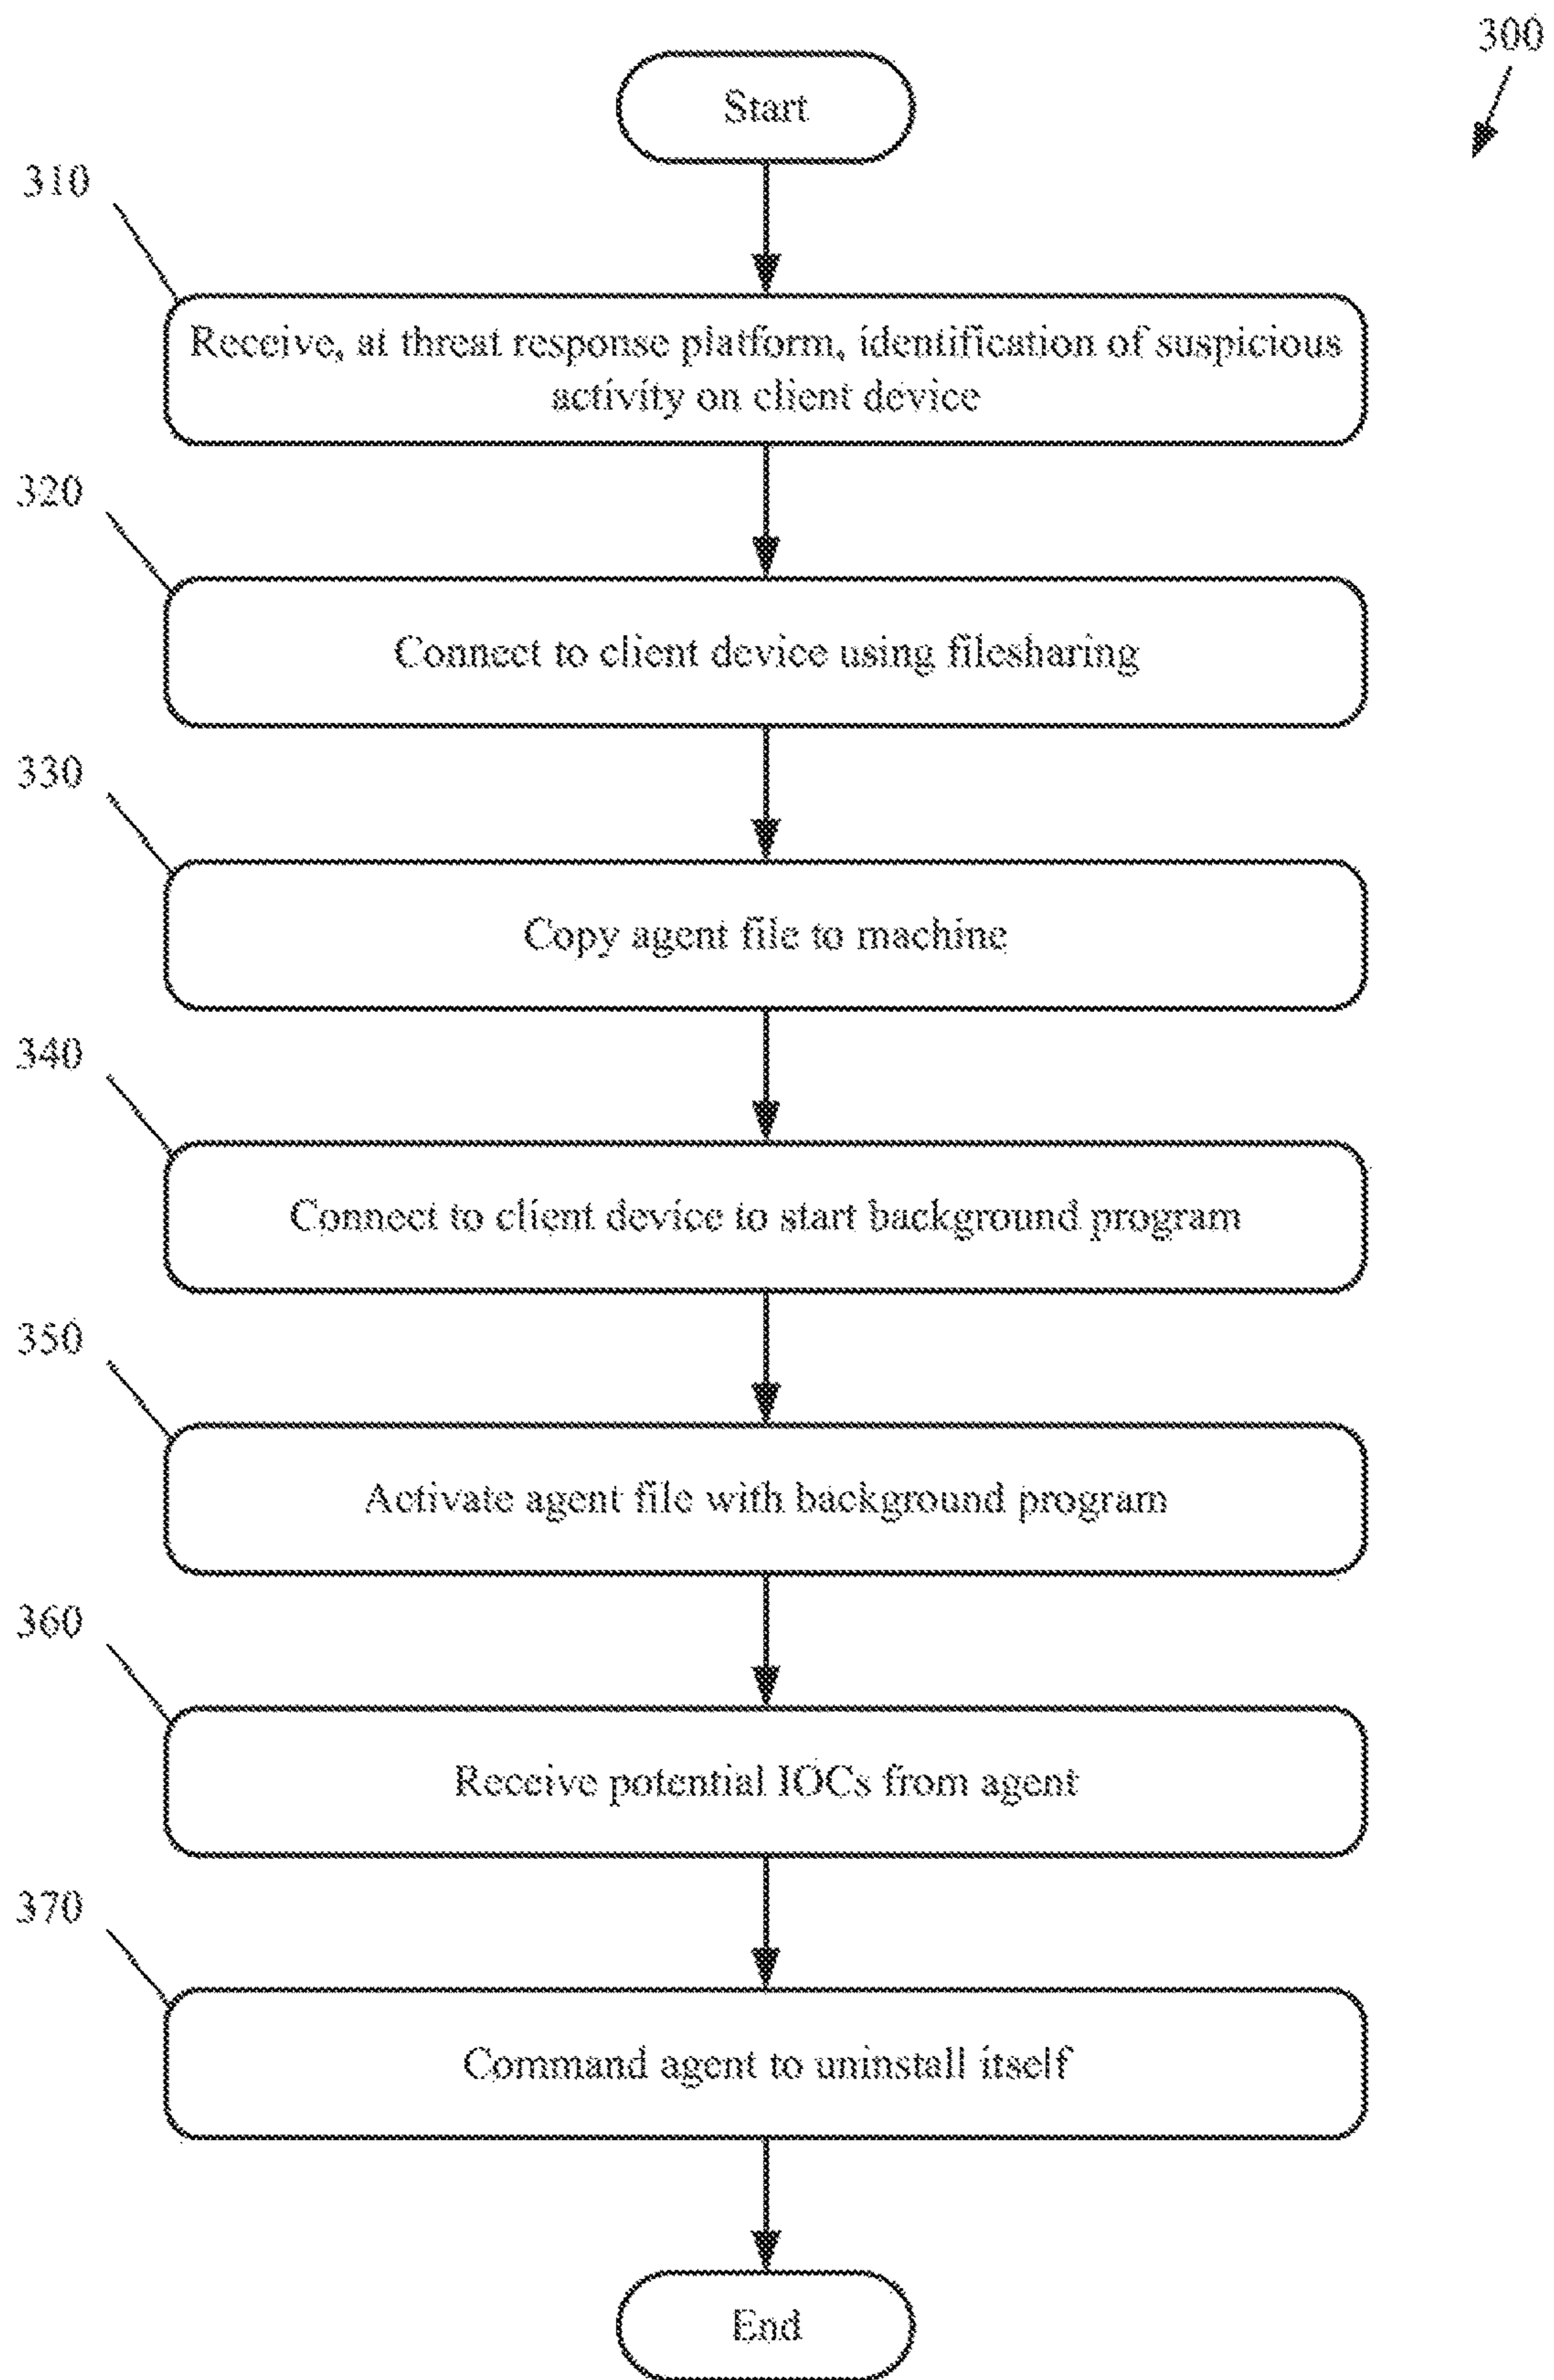 300
Start
310
Receive, at threat response platform, identification of suspicious
activity on client device
320
Connect to client device using filesharing
330
Copy agent file to machine
340
Connect to client device to start background program
350
Activate agent file with background program
360
Receive potential IOCs from agent
370
Command agent to uninstall itself
End